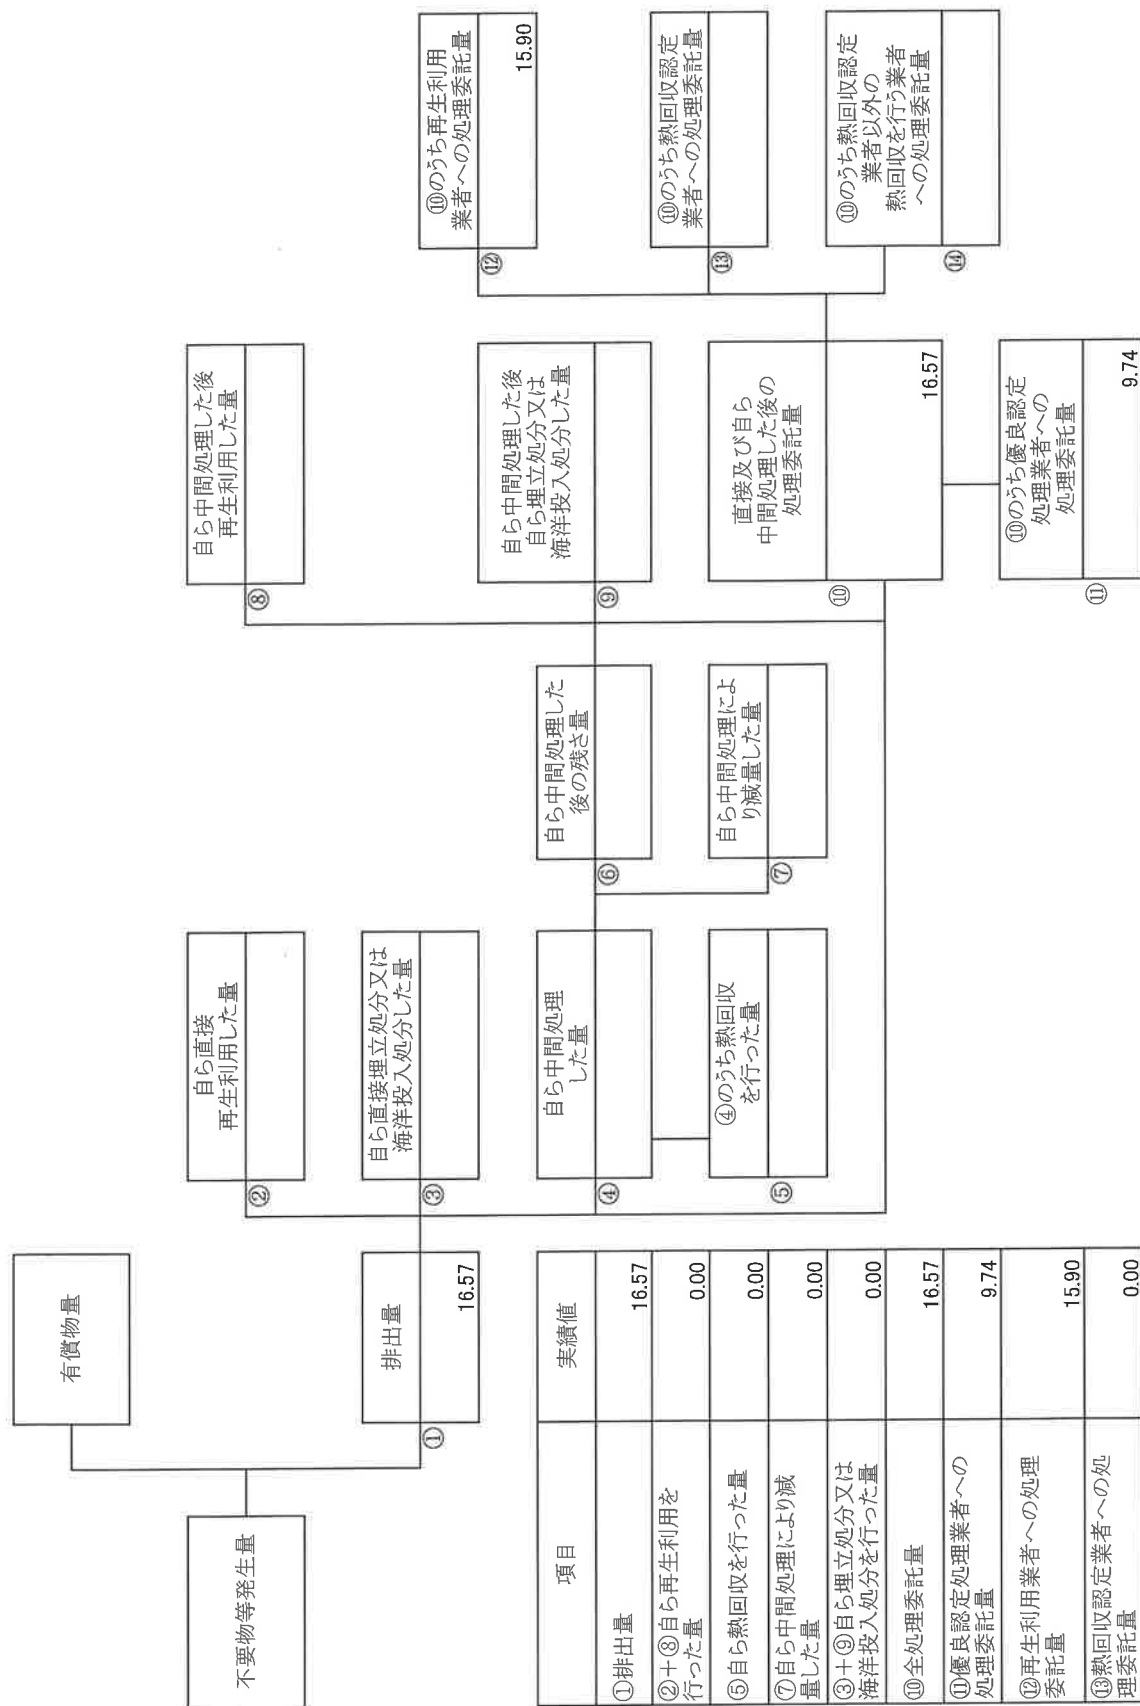 不要物等発生量
有償物量
①
排出量
16.57
②
自ら直接
再生利用した量
③
自ら直接埋立処分又は
海洋投入処分した量
④
自ら中間処理
した量
⑤
④のうち熱回収
を行った量
⑥
自ら中間処理した
後の残さ量
⑦
自ら中間処理によ
り減量した量
⑧
自ら中間処理した後
再生利用した量
⑨
自ら中間処理した後
自ら埋立処分又は
海洋投入処分した量
⑩
直接及び自ら
中間処理した後の
処理委託量
16.57
⑪
⑩のうち優良認定
処理業者への
処理委託量
9.74
⑫
⑩のうち再生利用
業者への処理委託量
15.90
⑬
⑩のうち熱回収認定
業者への処理委託量
⑭
⑩のうち熱回収認定
業者以外の
熱回収を行う業者
への処理委託量
項目 実績値
①排出量 16.57
②+⑧自ら再生利用を
行った量 0.00
⑤自ら熱回収を行った量 0.00
⑦自ら中間処理により減
量した量 0.00
③+⑨自ら埋立処分又は
海洋投入処分を行った量 0.00
⑩全処理委託量 16.57
⑪優良認定処理業者への
処理委託量 9.74
⑫再生利用業者への処理
委託量 15.90
⑬熱回収認定業者への処
理委託量 0.00